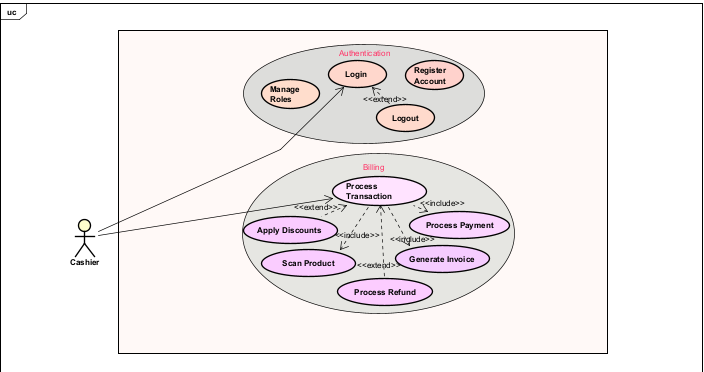 uc
Authentication
Login
Register
Account
Manage
Roles
<<extend>>
Logout
Billing
Process
Transaction
<<extend>>
<<include>>
Apply Discounts
Process Payment
<<include>>
<<include>>
Scan Product
Generate Invoice
<<extend>>
Process Refund
Cashier